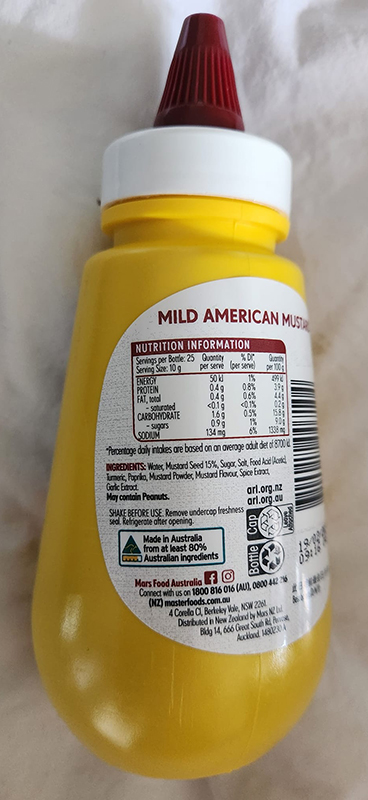 MILD AMERICAN
NUTRITION INFORMATION
Servings per Bottle: 25 Quantity % DI* Quantity
Serving Size: 10 g per serve (per serve) per 100 g
ENERGY 50 kJ 1% 499 kJ
PROTEIN 0.4 g 0.8% 3.9 g
FAT, total 0.4 g 0.6% 4.4 g
- saturated <0.1 g <0.1% 0.2 g
CARBOHYDRATE 1.6 g 0.5% 15.8 g
- sugars 0.9 g 1% 9.0 g
SODIUM 134 mg 6% 1338 mg
*Percentage daily intakes are based on an average adult diet of 8700 kJ.
INGREDIENTS: Water, Mustard Seed 15%, Sugar, Salt, Food Acid (Acetic),
Turmeric, Paprika, Mustard Powder, Mustard Flavour, Spice Extract,
Garlic Extract.
May contain Peanuts.
arl.org.nz
arl.org.au
SHAKE BEFORE USE. Remove undercap freshness
seal. Refrigerate after opening.
Bottle Cap
Leave Attached
Made in Australia
from at least 80%
Australian ingredients
Mars Food Australia
Connect with us on 1800 816 016 (AU), 0800 442 216
(NZ) masterfoods.com.au
4 Corella Cl, Berkeley Vale, NSW 2261.
Distributed in New Zealand by Mars NZ Ltd
Bldg 14, 666 Great South Rd,
Auckland.